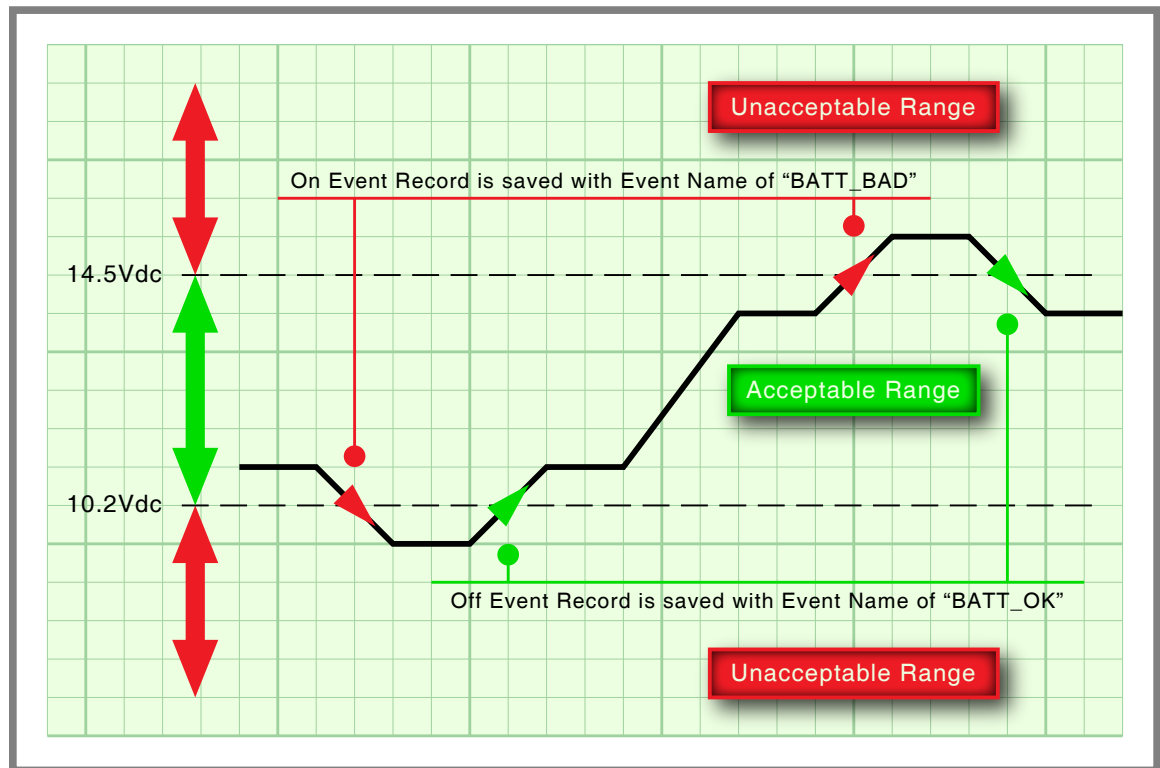 Unacceptable Range
On Event Record is saved with Event Name of “BATT_BAD”
14.5Vdc
Acceptable Range
10.2Vdc
Off Event Record is saved with Event Name of “BATT_OK”
Unacceptable Range